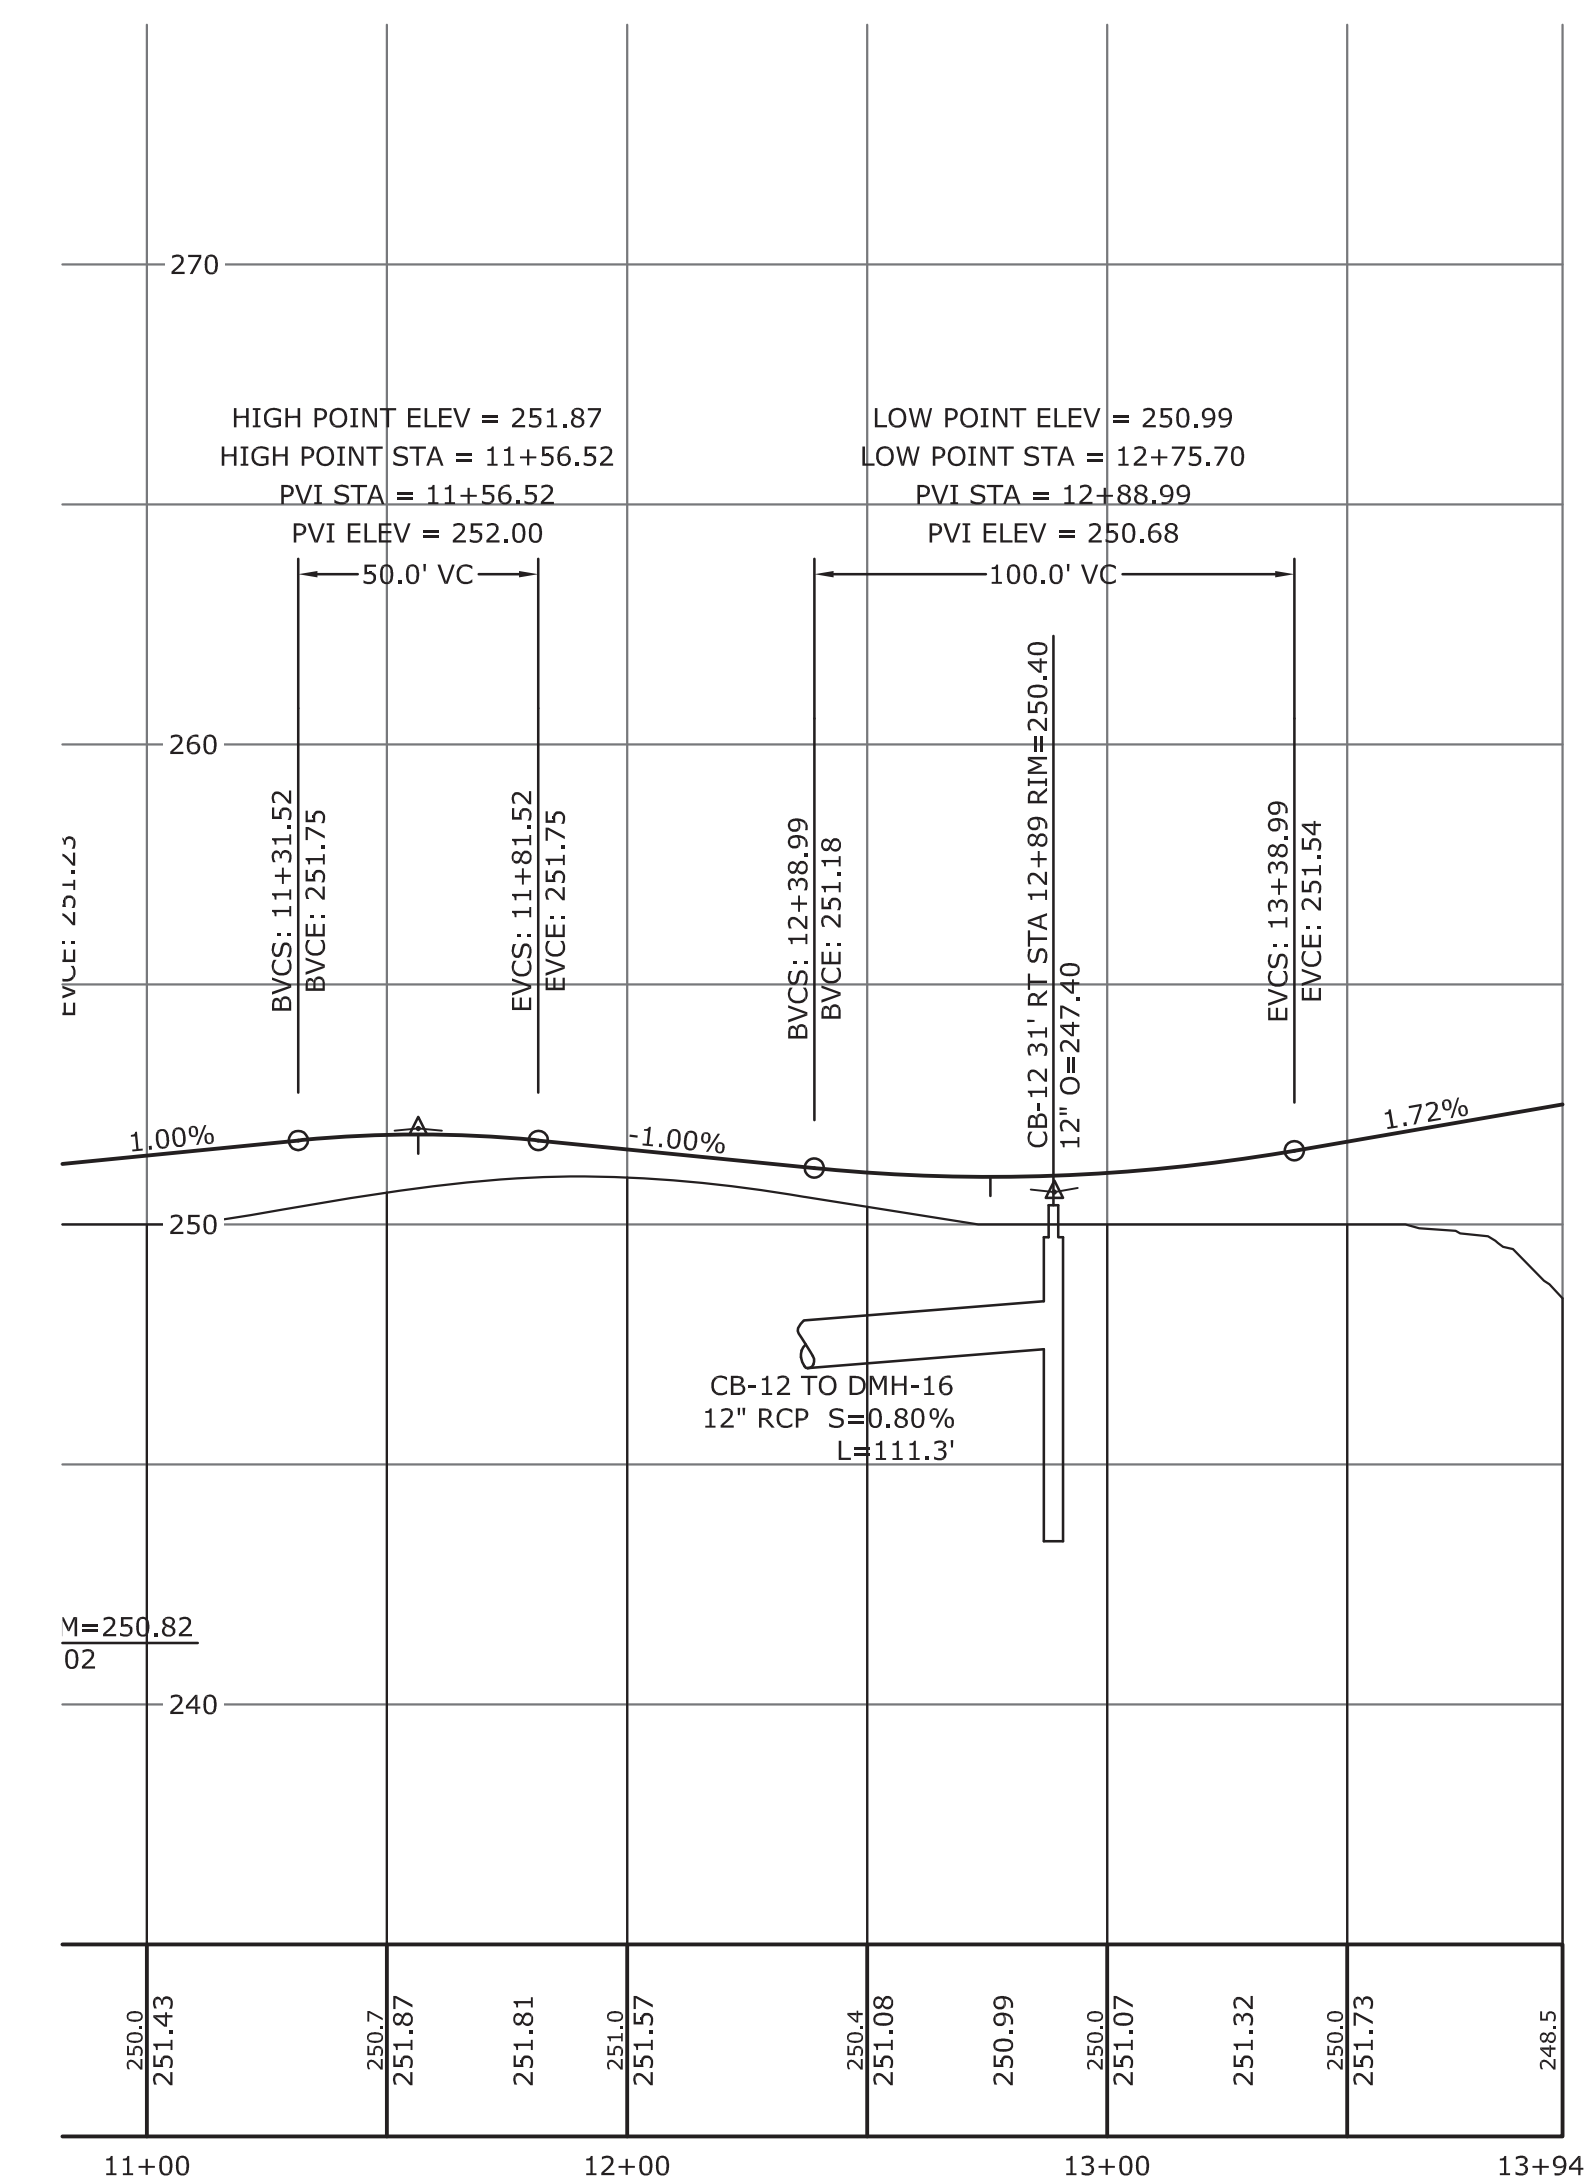 270
HIGH POINT ELEV = 251.87
HIGH POINT STA = 11+56.52
PVI STA = 11+56.52
PVI ELEV = 252.00
50.0' VC
LOW POINT ELEV = 250.99
LOW POINT STA = 12+75.70
PVI STA = 12+88.99
PVI ELEV = 250.68
100.0' VC
260
EVCE: 251.23
BVCS: 11+31.52
BVCE: 251.75
EVCS: 11+81.52
EVCE: 251.75
BVCS: 12+38.99
BVCE: 251.18
CB-12 31' RT STA 12+89 RIM=250.40
12" O=247.40
EVCS: 13+38.99
EVCE: 251.54
1.00%
-1.00%
1.72%
250
CB-12 TO DMH-16
12" RCP S=0.80%
L=111.3'
M=250.82
02
240
250.0
251.43
250.7
251.87
251.81
251.0
251.57
250.4
251.08
250.99
250.0
251.07
251.32
250.0
251.73
248.5
11+00
12+00
13+00
13+94